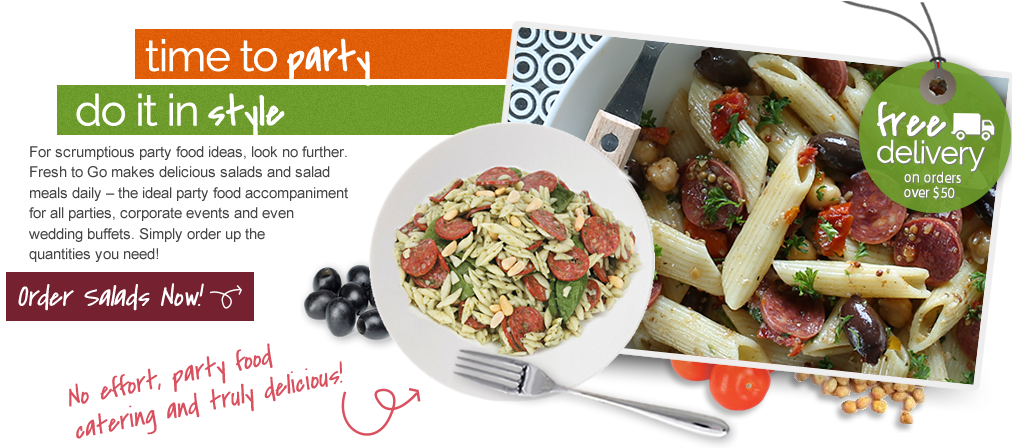 time to party
do it in style
For scrumptious party food ideas, look no further.
Fresh to Go makes delicious salads and salad
meals daily – the ideal party food accompaniment
for all parties, corporate events and even
wedding buffets. Simply order up the
quantities you need!
Order Salads Now!
No effort, party food
catering and truly delicious!
free
delivery
on orders
over $50